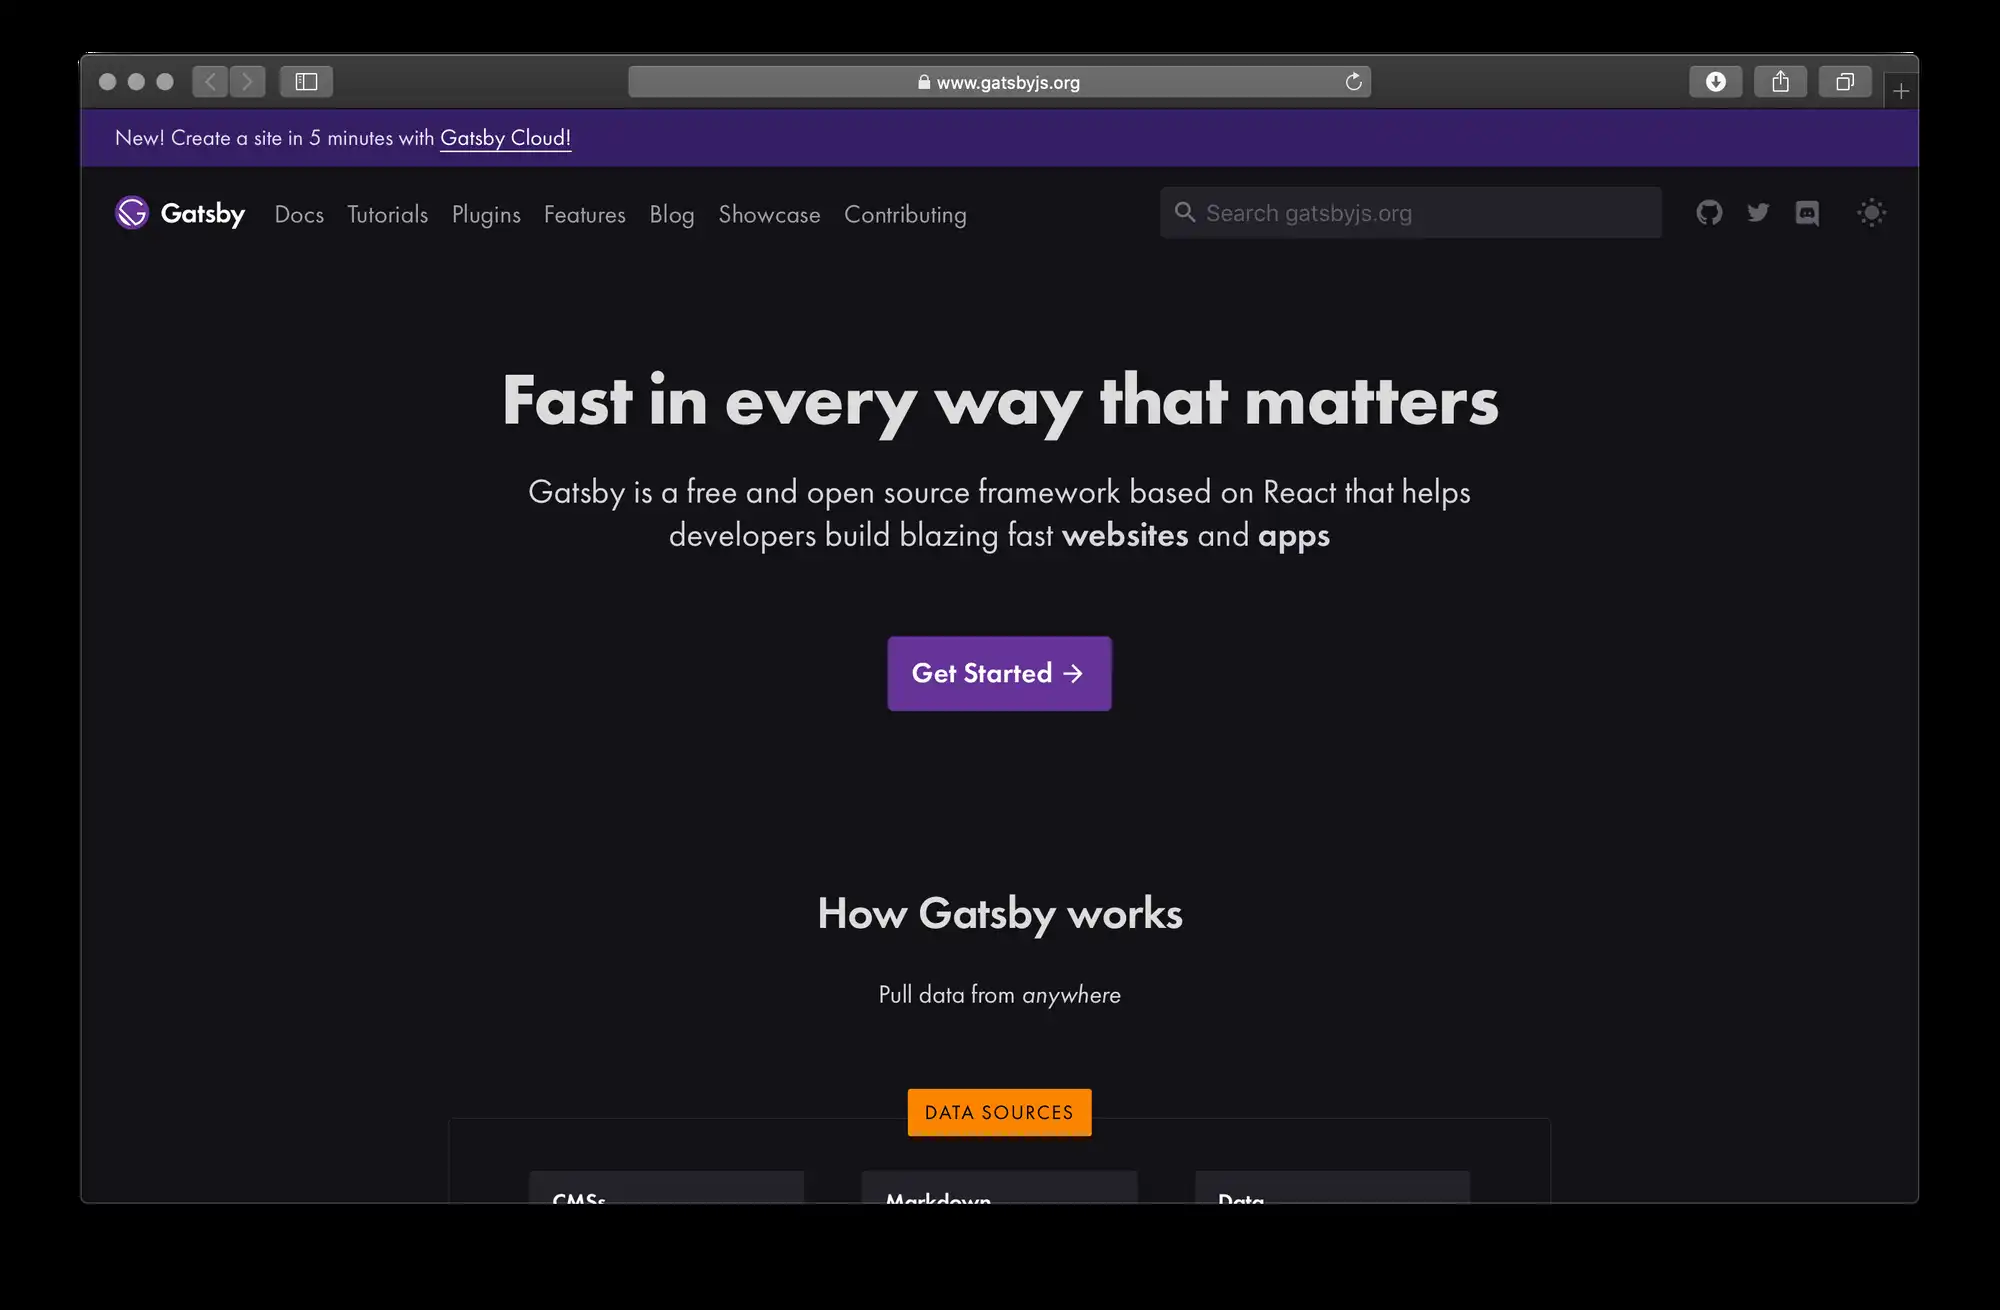 www.gatsbyjs.org
New! Create a site in 5 minutes with Gatsby Cloud!
Gatsby Docs Tutorials Plugins Features Blog Showcase Contributing Search gatsbyjs.org
Fast in every way that matters
Gatsby is a free and open source framework based on React that helps
developers build blazing fast websites and apps
Get Started →
How Gatsby works
Pull data from anywhere
DATA SOURCES
CMSs Markdown Data